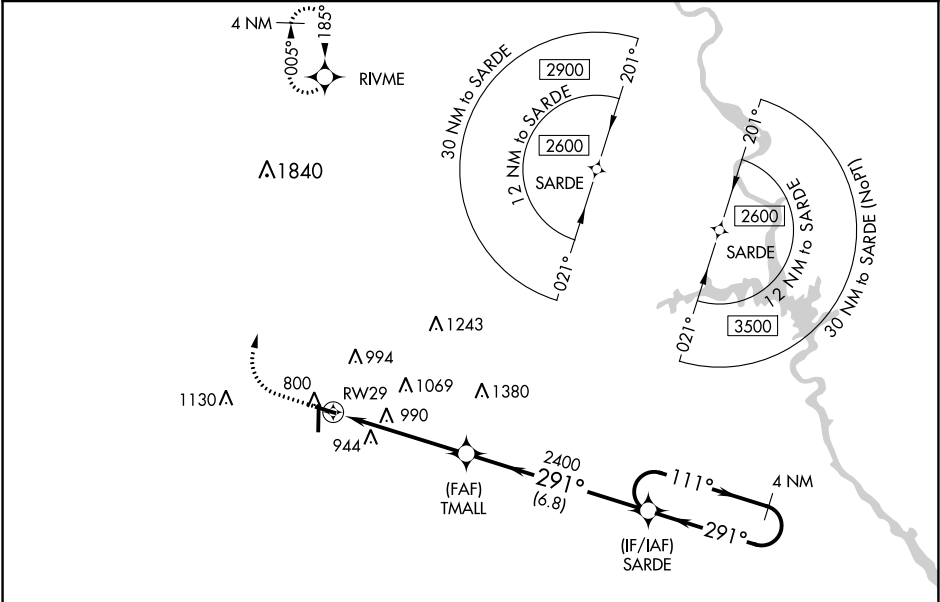 4 NM
185°
005°
RIVME
1840
30 NM to SARDE
2900
201°
12 NM to SARDE
2600
SARDE
021°
201°
2600
SARDE
12 NM to SARDE
30 NM to SARDE (NoPT)
021°
3500
1243
994
1130
800
RW29
1069
1380
990
944
(FAF)
TMALL
2400
291°
(6.8)
111°
4 NM
291°
(IF/IAF)
SARDE